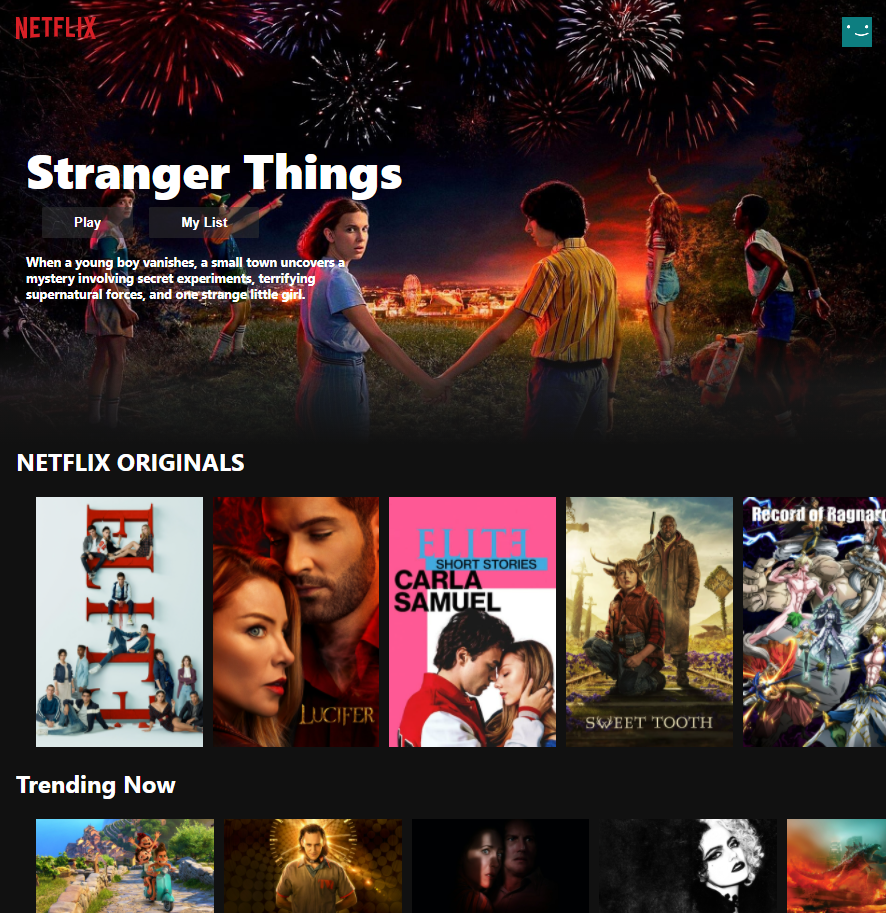 NETFLIX
Stranger Things
Play
My List
When a young boy vanishes, a small town uncovers a
mystery involving secret experiments, terrifying
supernatural forces, and one strange little girl.
NETFLIX ORIGINALS
ELITE
LUCIFER
ELITE
SHORT STORIES
CARLA
SAMUEL
SWEET TOOTH
Record of Ragnaro
Trending Now